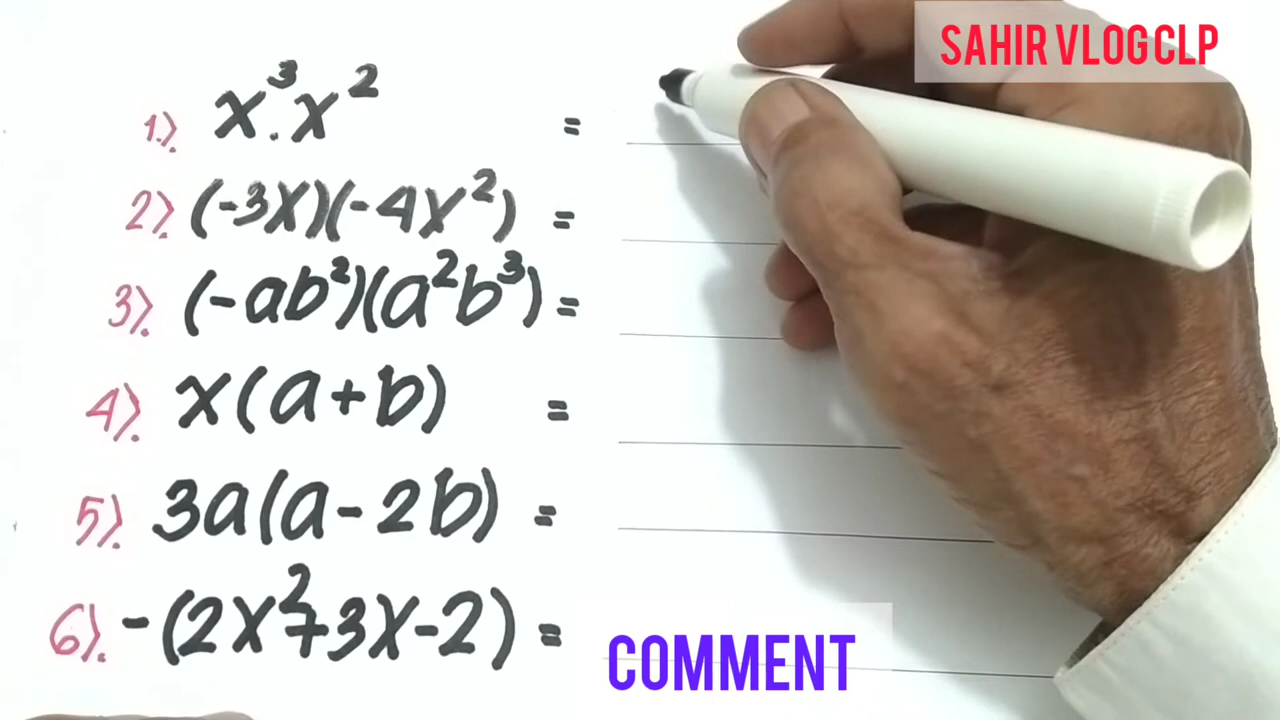 SAHIR VLOG CLP
1). x³.x² =
2). (-3x)(-4x²) =
3). (-ab²)(a²b³) =
4). x(a+b) =
5). 3a(a-2b) =
6). -(2x²+3x-2) =
COMMENT